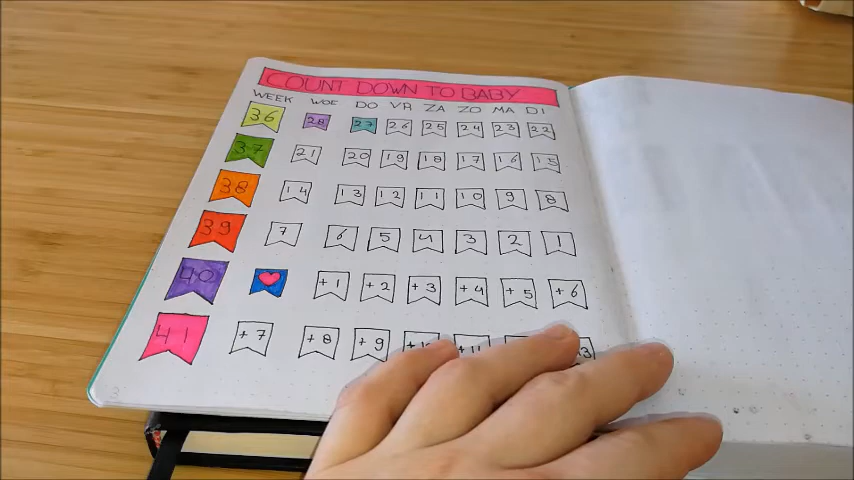 COUNT DOWN TO BABY
WEEK WOE DO VR ZA ZO MA DI
36 28 27 26 25 24 23 22
37 21 20 19 18 17 16 15
38 14 13 12 11 10 9 8
39 7 6 5 4 3 2 1
40 +1 +2 +3 +4 +5 +6
41 +7 +8 +9